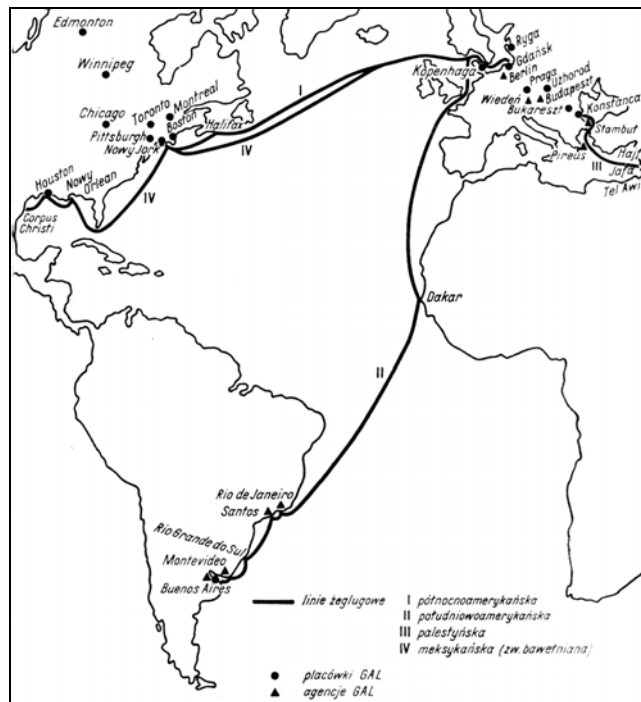 Edmonton
Winnipeg
Chicago
Toronto
Montreal
Boston
Pittsburgh
Nowy Jork
Halifax
I
IV
Houston
Nowy
Orlean
Corpus
Christi
IV
Ryga
Gdańsk
Kopenhaga
Berlin
Praga
Użhorod
Wiedeń
Budapeszt
Bukareszt
Konstanca
Stambuł
Pireus
III
Hajf
Jafa
Tel Awi
Dakar
II
Rio de Janeiro
Santos
Rio Grande do Sul
Montevideo
Buenos Aires
linie żeglugowe
I północnoamerykańska
II południowoamerykańska
III palestyńska
IV meksykańska (zw. bawełniana)
placówki GAL
agencje GAL